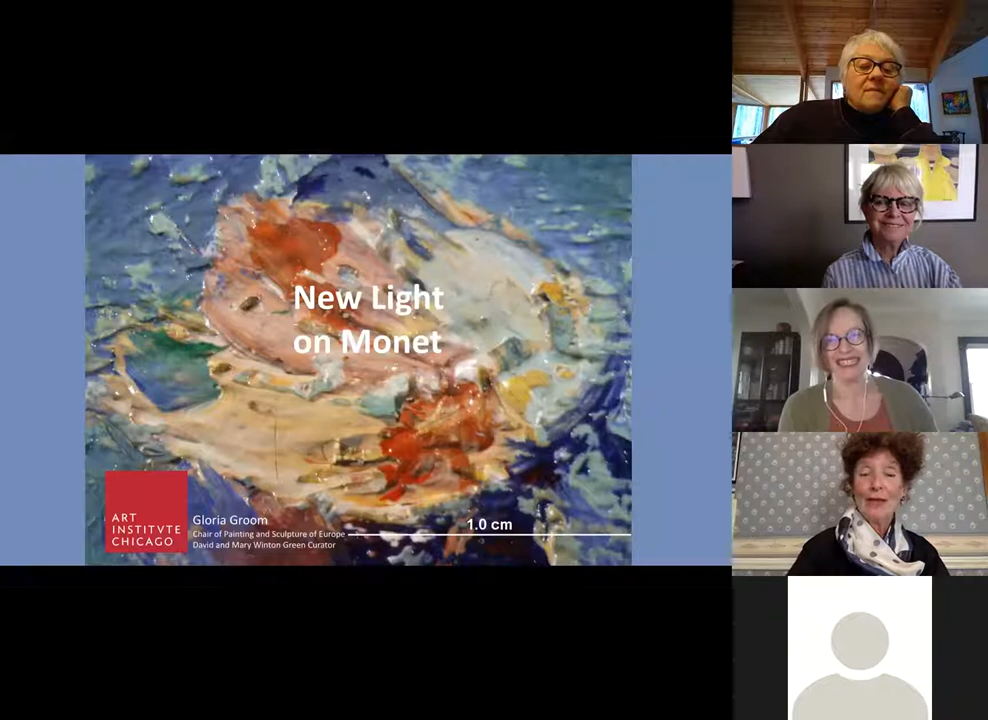 New Light
on Monet
1.0 cm
ART
INSTITVTE
CHICAGO
Gloria Groom
Chair of Painting and Sculpture of Europe
David and Mary Winton Green Curator